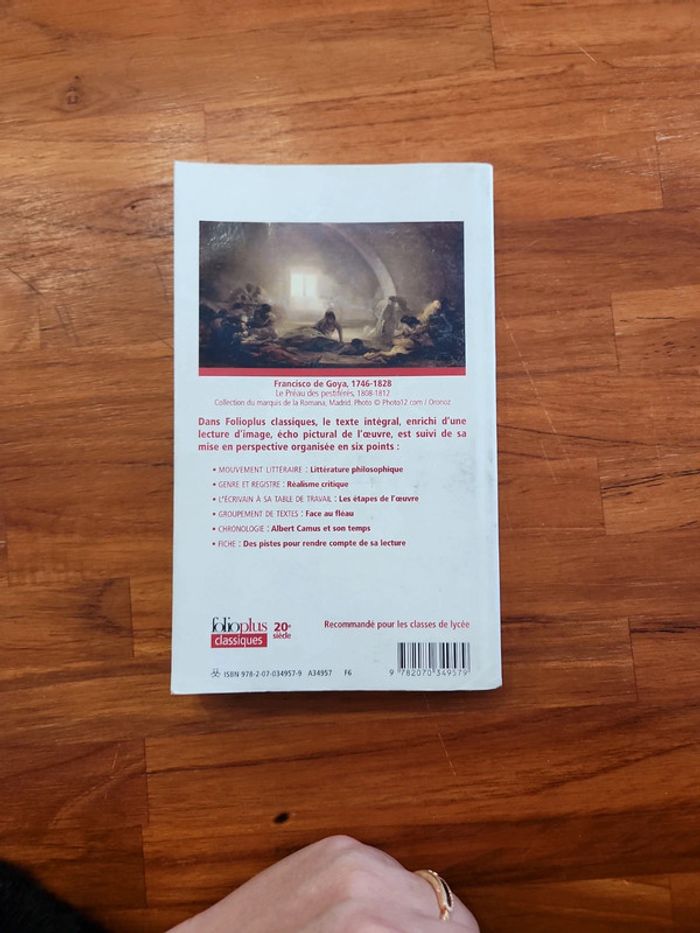 Francisco de Goya, 1746-1828
Le Préau des pestiférés, 1808-1812
Collection du marquis de la Romana, Madrid. Photo © Photo12.com / Oronoz.
Dans Folioplus classiques, le texte intégral, enrichi d'une
lecture d'image, écho pictural de l'œuvre, est suivi de sa
mise en perspective organisée en six points :
• MOUVEMENT LITTÉRAIRE : Littérature philosophique
• GENRE ET REGISTRE : Réalisme critique
• L'ÉCRIVAIN À SA TABLE DE TRAVAIL : Les étapes de l'œuvre
• GROUPEMENT DE TEXTES : Face au fléau
• CHRONOLOGIE : Albert Camus et son temps
• FICHE : Des pistes pour rendre compte de sa lecture
folioplus
classiques
20e
siècle
Recommandé pour les classes de lycée
ISBN 978-2-07-034957-9 A34957 F6
9 782070 349579